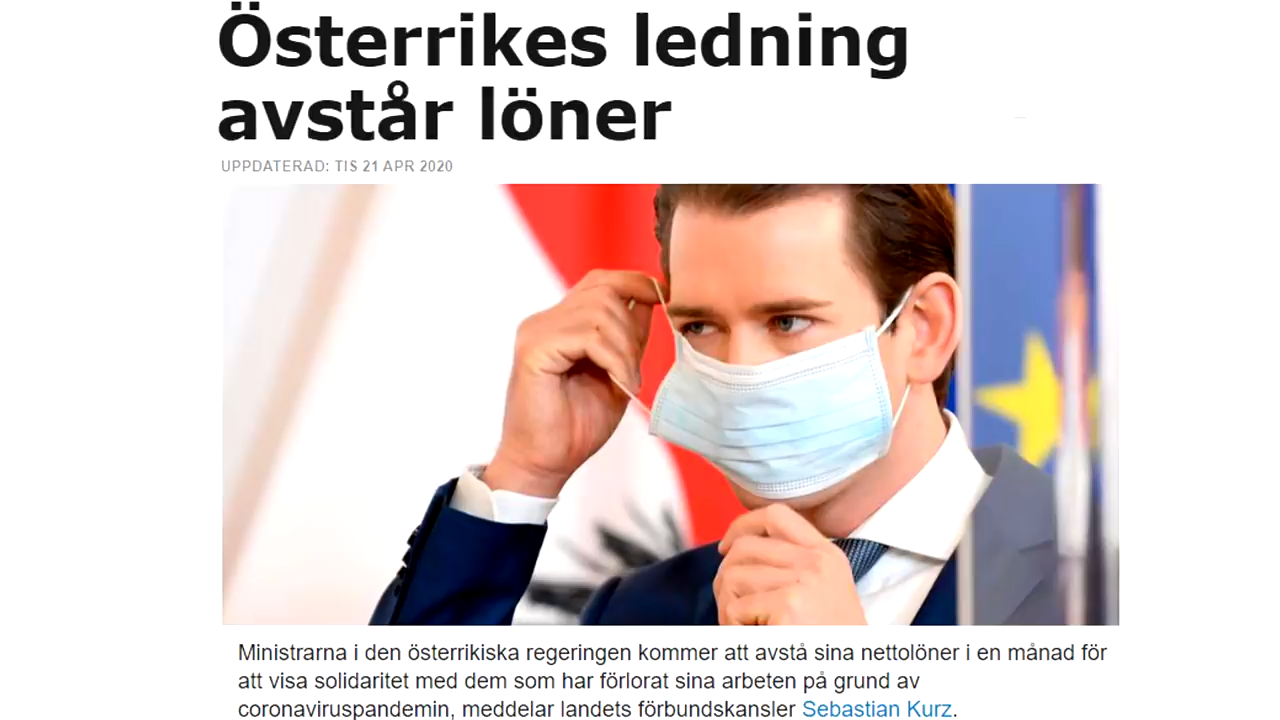 Österrikes ledning
avstår löner
UPPDATERAD: TIS 21 APR 2020
Ministrarna i den österrikiska regeringen kommer att avstå sina nettolöner i en månad för
att visa solidaritet med dem som har förlorat sina arbeten på grund av
coronaviruspandemin, meddelar landets förbundskansler Sebastian Kurz.